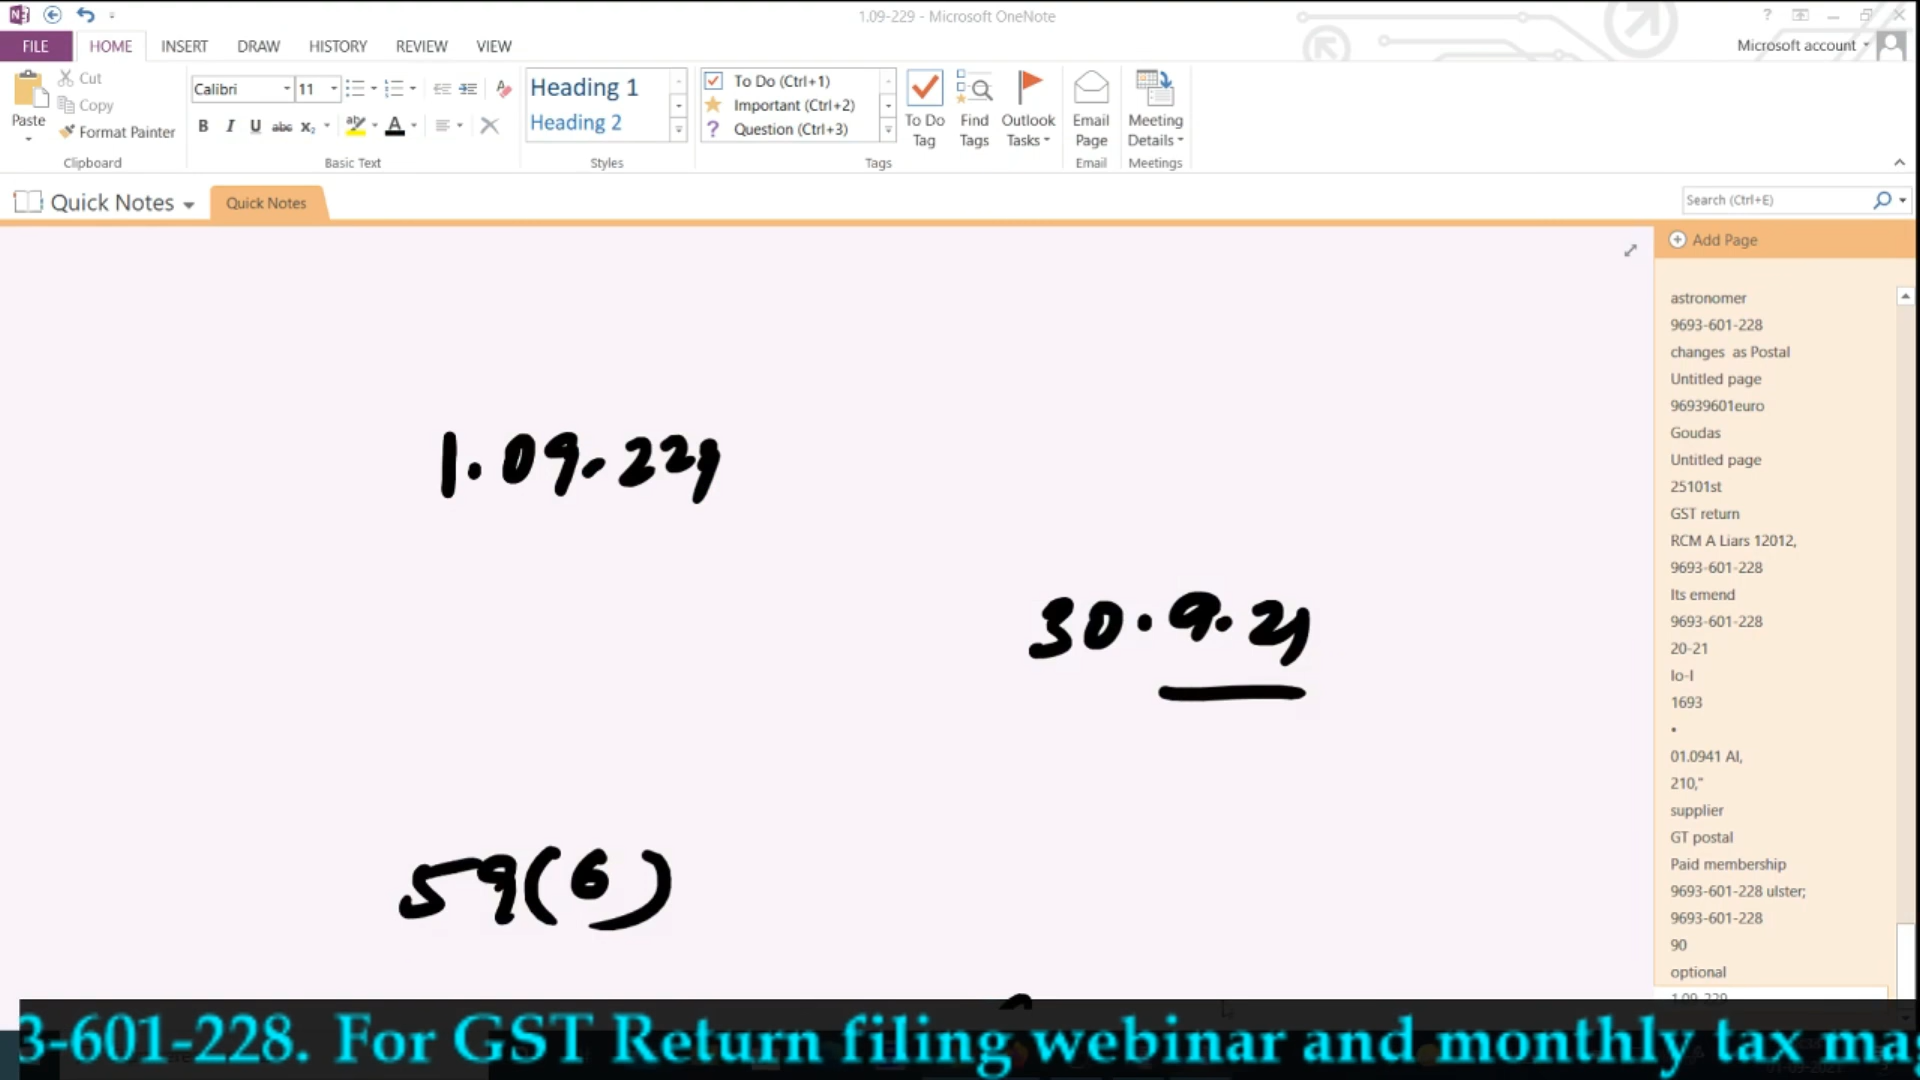 1.09-229 - Microsoft OneNote
FILE HOME INSERT DRAW HISTORY REVIEW VIEW
Microsoft account
Paste
Cut
Copy
Format Painter
Clipboard
Calibri 11
B I U abc X₂ A
Basic Text
Heading 1
Heading 2
Styles
To Do (Ctrl+1)
Important (Ctrl+2)
Question (Ctrl+3)
Tags
To Do Tag
Find Tags
Outlook Tasks
Email Page
Email
Meeting Details
Meetings
Quick Notes
Quick Notes
Search (Ctrl+E)
Add Page
astronomer
9693-601-228
changes as Postal
Untitled page
96939601euro
Goudas
Untitled page
25101st
GST return
RCM A Liars 12012,
9693-601-228
Its emend
9693-601-228
20-21
Io-I
1693
•
01.0941 AI,
210,"
supplier
GT postal
Paid membership
9693-601-228 ulster;
9693-601-228
90
optional
1.09-229
30.9.21
59(6)
3-601-228. For GST Return filing webinar and monthly tax ma